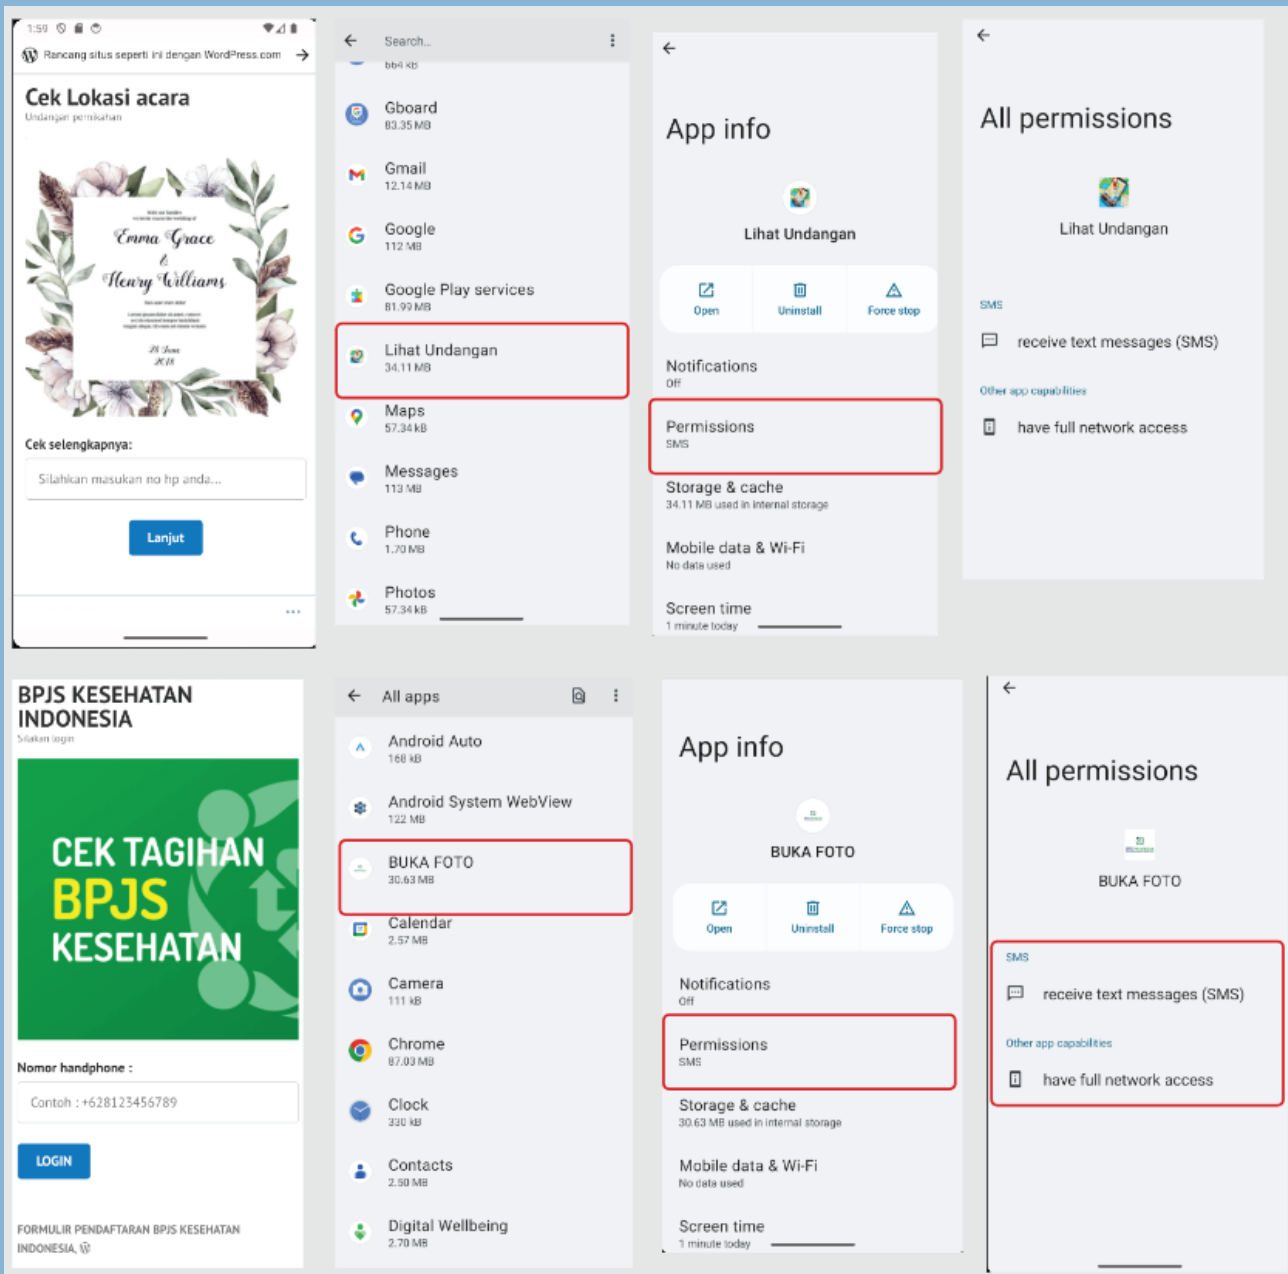 1:59
Rancang situs seperti ini dengan WordPress.com
Cek Lokasi acara
Undangan pernikahan
Emma Grace
&
Henry Williams
28 June
2018
Cek selengkapnya:
Silahkan masukan no hp anda...
Lanjut
Search...
664 kB
Gboard
83.35 MB
Gmail
12.14 MB
Google
112 MB
Google Play services
81.99 MB
Lihat Undangan
34.11 MB
Maps
57.34 kB
Messages
113 MB
Phone
1.70 MB
Photos
57.34 kB
App info
Lihat Undangan
Open Uninstall Force stop
Notifications
Off
Permissions
SMS
Storage & cache
34.11 MB used in internal storage
Mobile data & Wi-Fi
No data used
Screen time
1 minute today
All permissions
Lihat Undangan
SMS
receive text messages (SMS)
Other app capabilities
have full network access
BPJS KESEHATAN
INDONESIA
Silakan login
CEK TAGIHAN
BPJS
KESEHATAN
Nomor handphone :
Contoh : +628123456789
LOGIN
FORMULIR PENDAFTARAN BPJS KESEHATAN
INDONESIA,
All apps
Android Auto
168 kB
Android System WebView
122 MB
BUKA FOTO
30.63 MB
Calendar
2.57 MB
Camera
111 kB
Chrome
87.03 MB
Clock
330 kB
Contacts
2.50 MB
Digital Wellbeing
2.70 MB
App info
BUKA FOTO
Open Uninstall Force stop
Notifications
Off
Permissions
SMS
Storage & cache
30.63 MB used in internal storage
Mobile data & Wi-Fi
No data used
Screen time
1 minute today
All permissions
BUKA FOTO
SMS
receive text messages (SMS)
Other app capabilities
have full network access